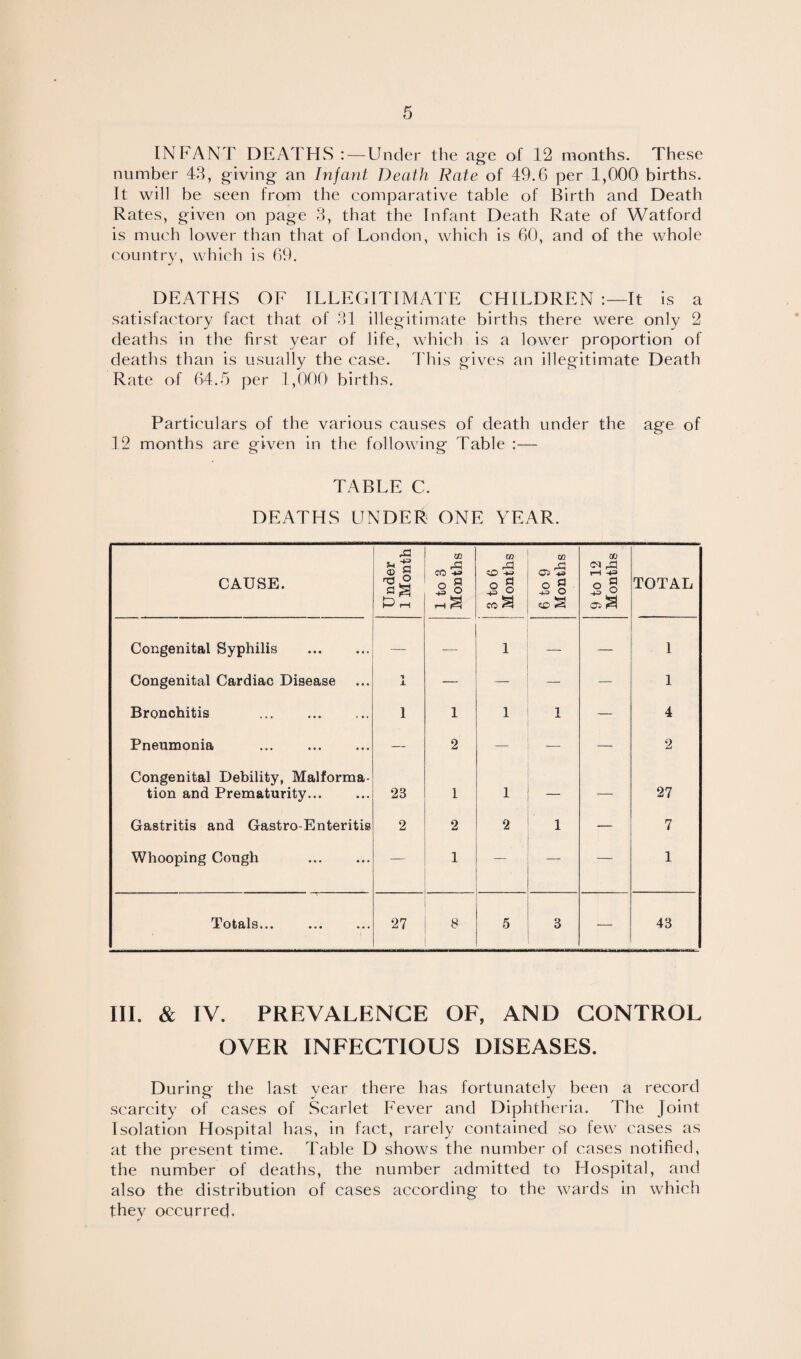 5
INFANT DEATHS :—Under the age of 12 months. These
number 43, giving an Infant Death Rate of 49.6 per 1,000 births.
It will be seen from the comparative table of Birth and Death
Rates, given on page 3, that the Infant Death Rate of Watford
is much lower than that of London, which is 60, and of the whole
country, which is 69.
DEATHS OF ILLEGITIMATE CHILDREN :—It is a
satisfactory fact that of 31 illegitimate births there were only 2
deaths in the first year of life, which is a lower proportion of
deaths than is usually the case. This gives an illegitimate Death
Rate of 64.5 per 1,000 births.
Particulars of the various causes of death under the age of
12 months are given in the following Table :—
TABLE C.
DEATHS UNDER ONE YEAR.
CAUSE. Under 1 Month 1 to 3 Months 3 to 6 Months 6 to 9 Months 9 to 12 Months TOTAL
Congenital Syphilis ... ... — — 1 — — 1
Congenital Cardiac Disease ... 1 — — — — 1
Bronchitis ... ... ... 1 1 1 1 — 4
Pneumonia ... ... ... — 2 — — — 2
Congenital Debility, Malforma-
tion and Prematurity... ... 23 1 1 — — 27
Gastritis and Gastro-Enteritis 2 2 2 1 — 7
Whooping Cough ... ... — 1 — — — 1
Totals... ... ... 27 8 5 3 — 43
III. & IV. PREVALENCE OF, AND CONTROL
OVER INFECTIOUS DISEASES.
During the last year there has fortunately been a record
scarcity of cases of Scarlet Fever and Diphtheria. The Joint
Isolation Hospital has, in fact, rarely contained so few cases as
at the present time. Table D shows the number of cases notified,
the number of deaths, the number admitted to Hospital, and
also the distribution of cases according to the wards in which
they occurred.